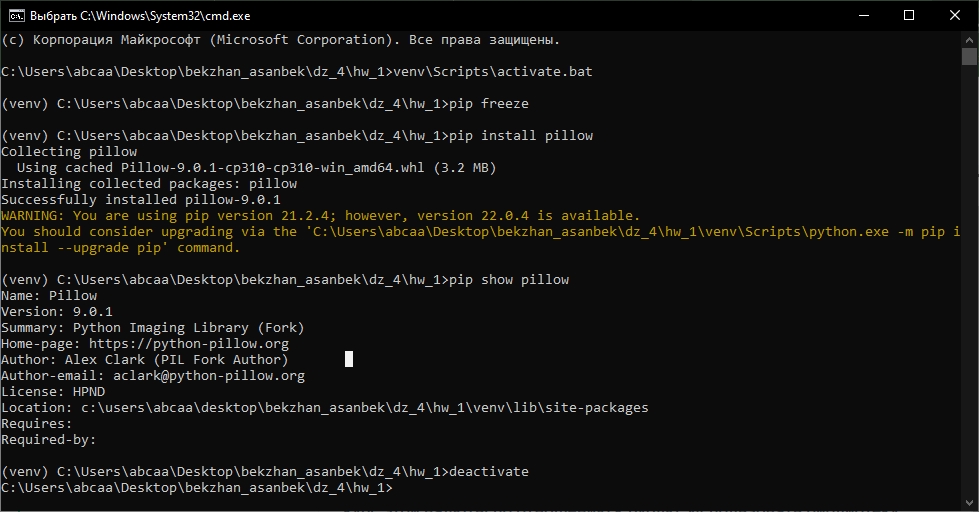 Выбрать C:\Windows\System32\cmd.exe
(c) Корпорация Майкрософт (Microsoft Corporation). Все права защищены.
C:\Users\abcaa\Desktop\bekzhan_asanbek\dz_4\hw_1>venv\Scripts\activate.bat
(venv) C:\Users\abcaa\Desktop\bekzhan_asanbek\dz_4\hw_1>pip freeze
(venv) C:\Users\abcaa\Desktop\bekzhan_asanbek\dz_4\hw_1>pip install pillow
Collecting pillow
  Using cached Pillow-9.0.1-cp310-cp310-win_amd64.whl (3.2 MB)
Installing collected packages: pillow
Successfully installed pillow-9.0.1
WARNING: You are using pip version 21.2.4; however, version 22.0.4 is available.
You should consider upgrading via the 'C:\Users\abcaa\Desktop\bekzhan_asanbek\dz_4\hw_1\venv\Scripts\python.exe -m pip i
nstall --upgrade pip' command.
(venv) C:\Users\abcaa\Desktop\bekzhan_asanbek\dz_4\hw_1>pip show pillow
Name: Pillow
Version: 9.0.1
Summary: Python Imaging Library (Fork)
Home-page: https://python-pillow.org
Author: Alex Clark (PIL Fork Author)
Author-email: aclark@python-pillow.org
License: HPND
Location: c:\users\abcaa\desktop\bekzhan_asanbek\dz_4\hw_1\venv\lib\site-packages
Requires:
Required-by:
(venv) C:\Users\abcaa\Desktop\bekzhan_asanbek\dz_4\hw_1>deactivate
C:\Users\abcaa\Desktop\bekzhan_asanbek\dz_4\hw_1>